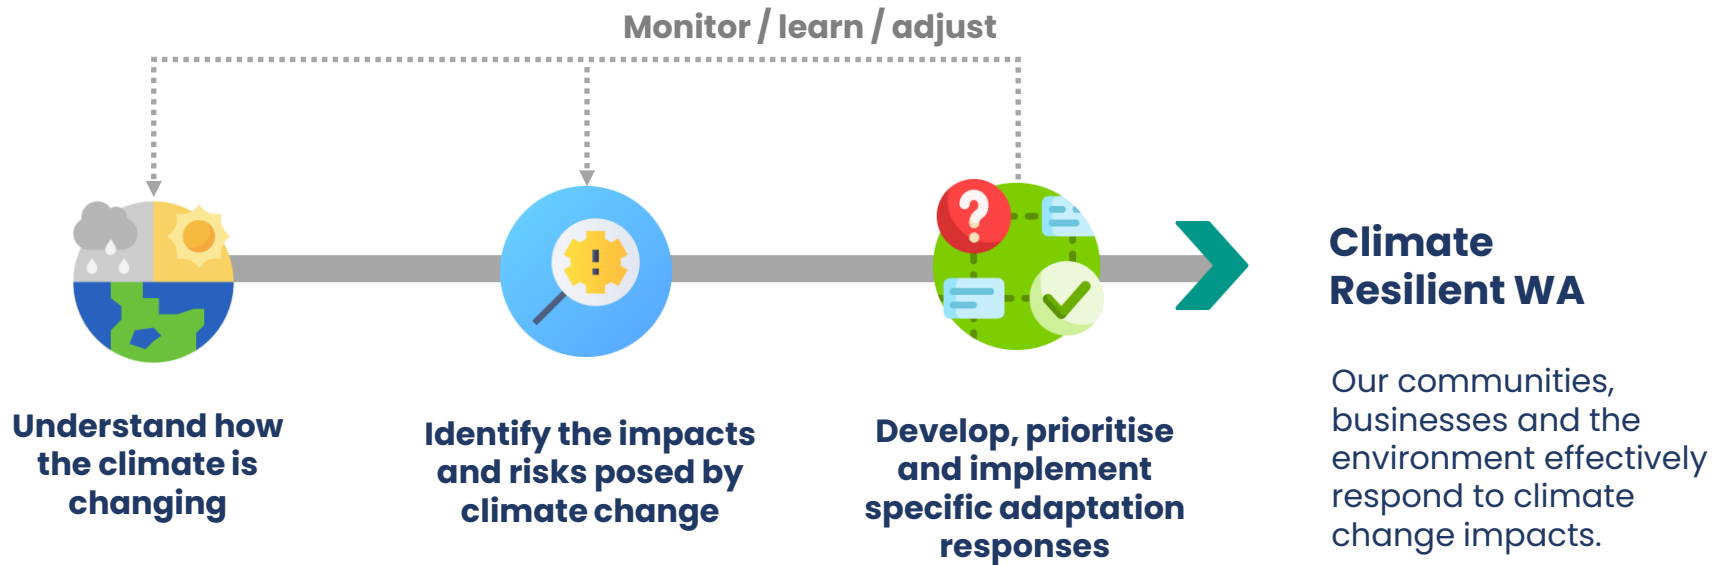 Monitor / learn / adjust
Understand how
the climate is
changing
Identify the impacts
and risks posed by
climate change
Develop, prioritise
and implement
specific adaptation
responses
Climate
Resilient WA
Our communities,
businesses and the
environment effectively
respond to climate
change impacts.